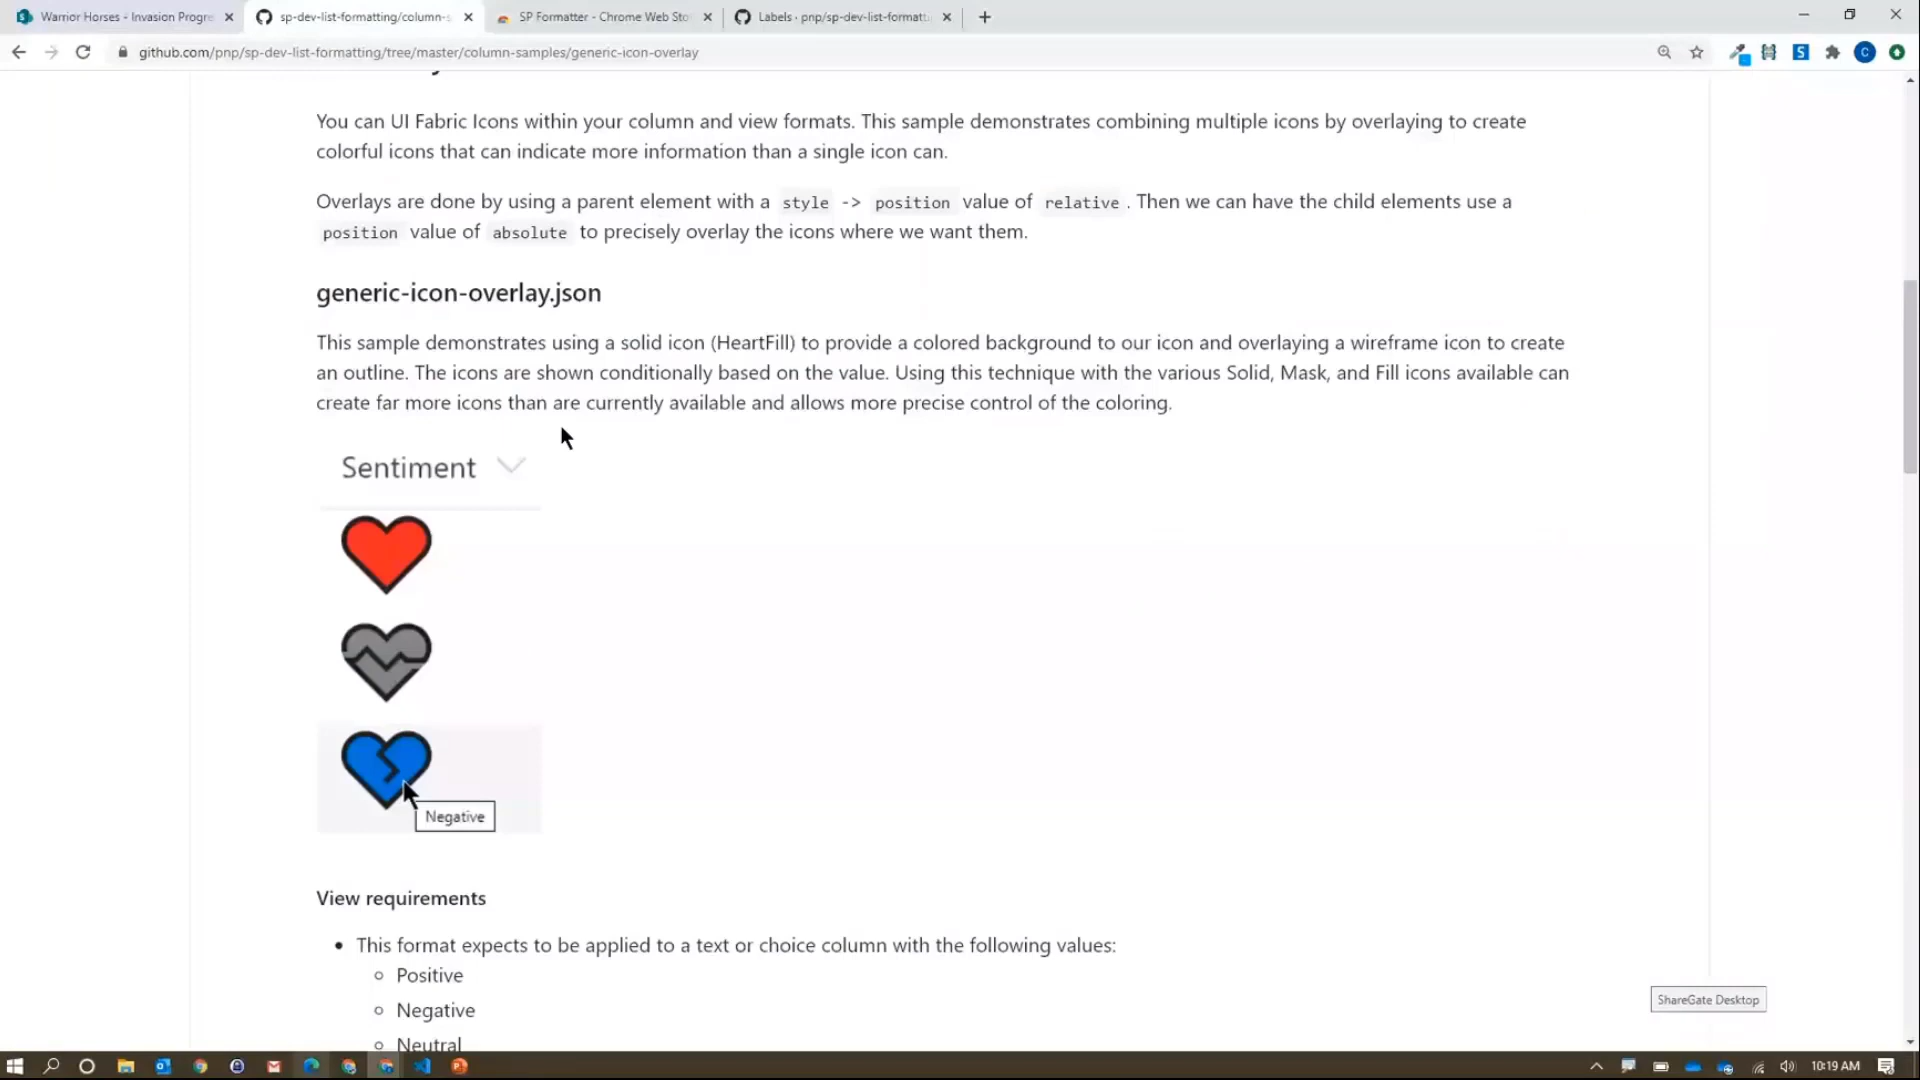 Warrior Horses - Invasion Progre
sp-dev-list-formatting/column-s
SP Formatter - Chrome Web Sto
Labels · pnp/sp-dev-list-formatti
github.com/pnp/sp-dev-list-formatting/tree/master/column-samples/generic-icon-overlay
You can UI Fabric Icons within your column and view formats. This sample demonstrates combining multiple icons by overlaying to create
colorful icons that can indicate more information than a single icon can.
Overlays are done by using a parent element with a style -> position value of relative . Then we can have the child elements use a
position value of absolute to precisely overlay the icons where we want them.
generic-icon-overlay.json
This sample demonstrates using a solid icon (HeartFill) to provide a colored background to our icon and overlaying a wireframe icon to create
an outline. The icons are shown conditionally based on the value. Using this technique with the various Solid, Mask, and Fill icons available can
create far more icons than are currently available and allows more precise control of the coloring.
Sentiment
Negative
View requirements
This format expects to be applied to a text or choice column with the following values:
Positive
Negative
Neutral
ShareGate Desktop
10:19 AM